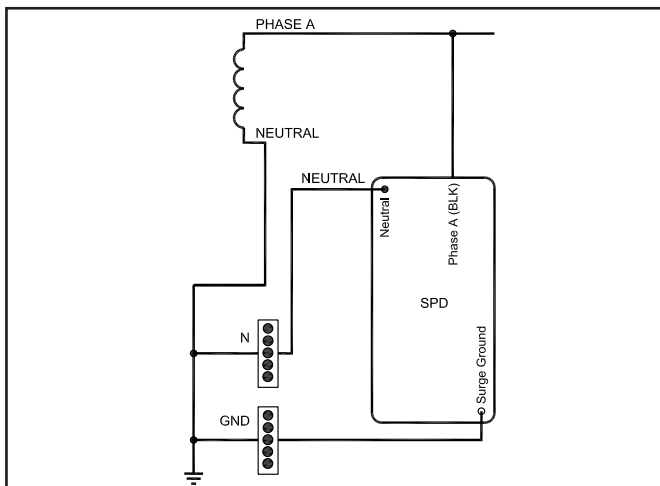 PHASE A
NEUTRAL
NEUTRAL
Neutral
Phase A (BLK)
SPD
N
Surge Ground
GND